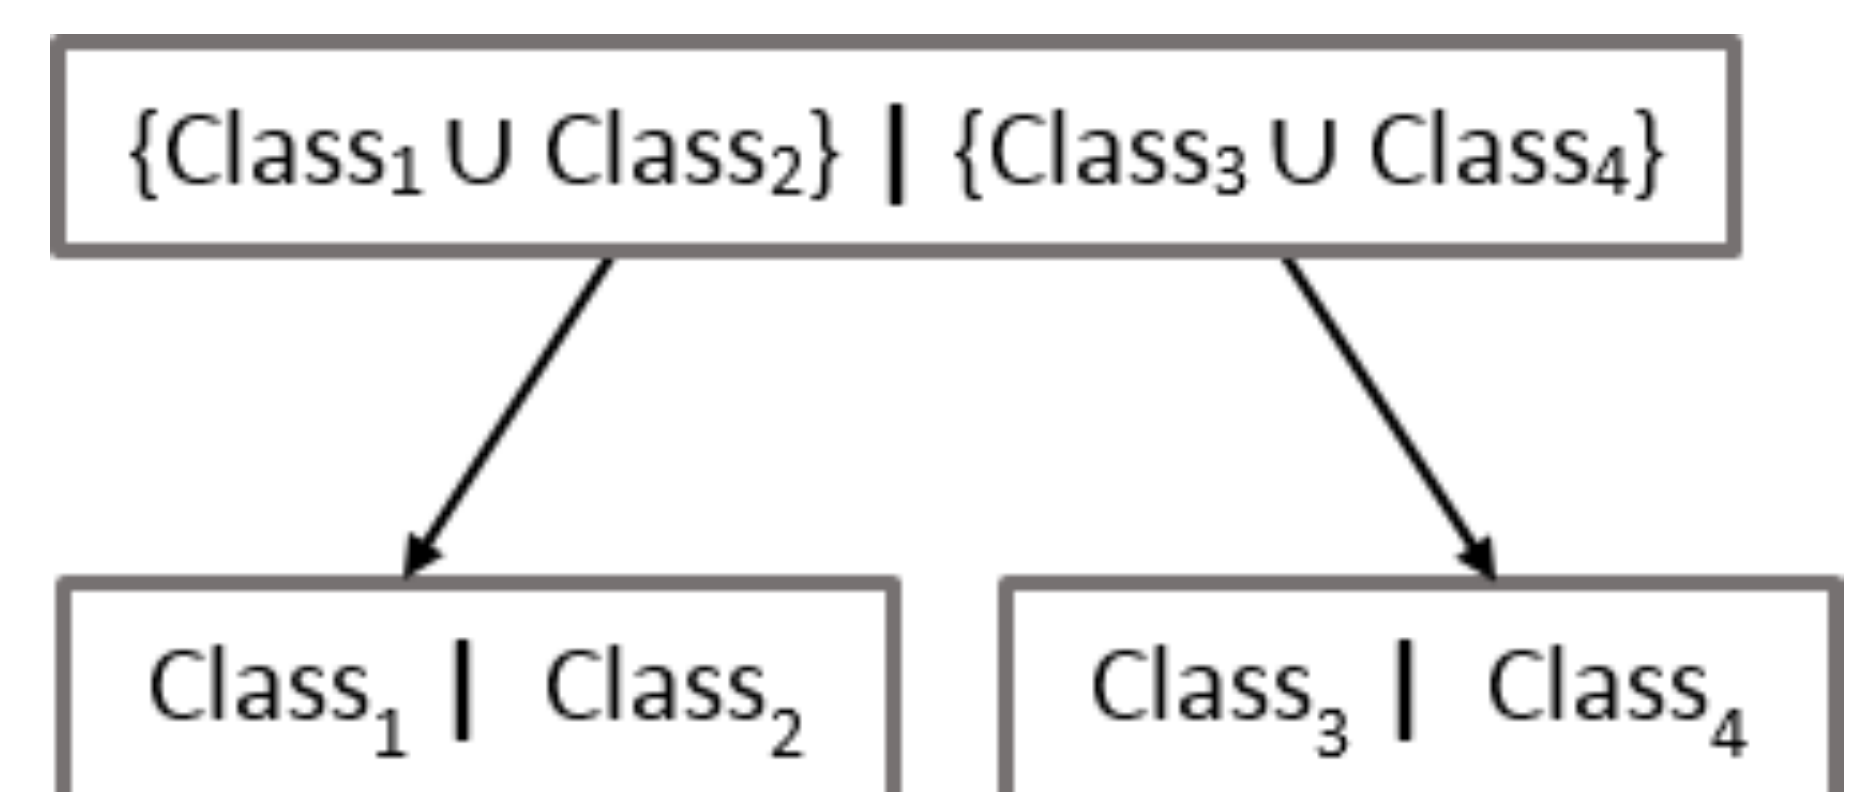 {Class₁ ∪ Class₂} | {Class₃ ∪ Class₄}
Class₁ | Class₂
Class₃ | Class₄